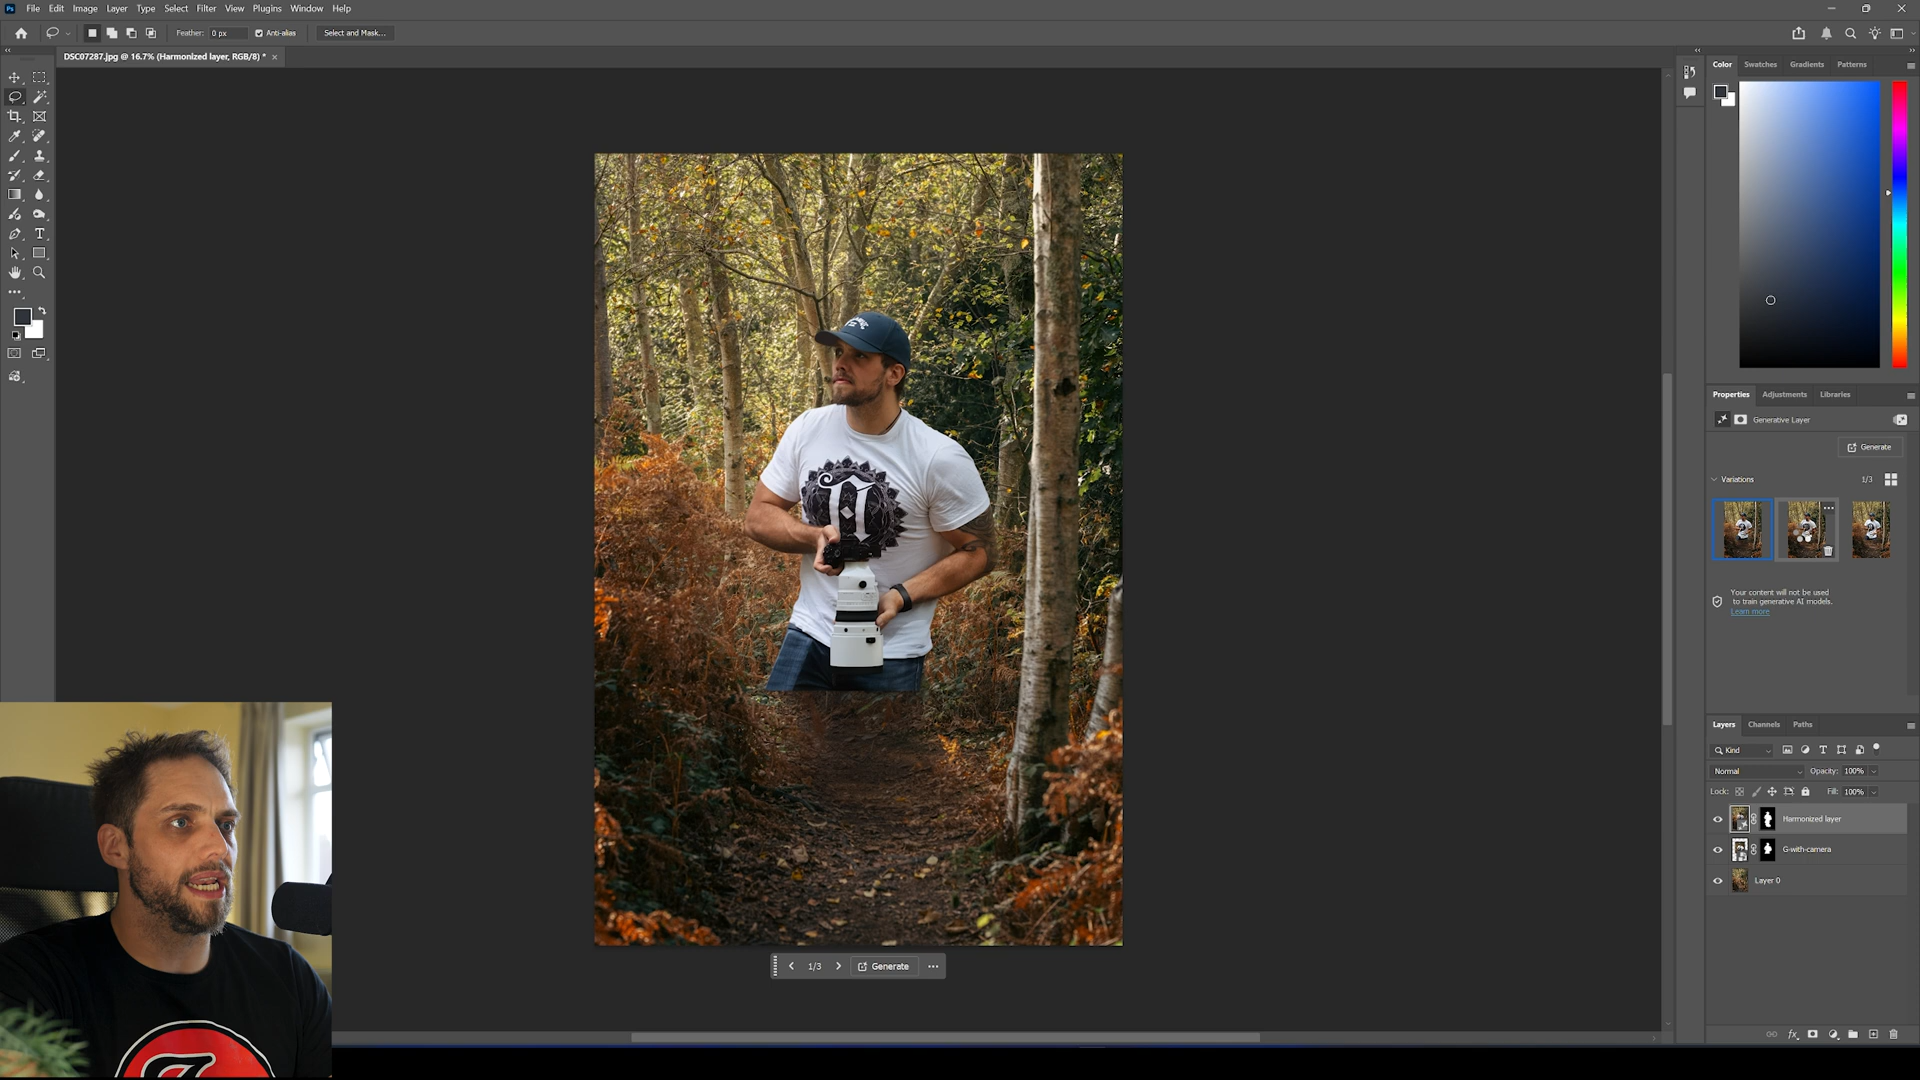 Ps File Edit Image Layer Type Select Filter View Plugins Window Help
Feather: 0 px Anti-alias Select and Mask...
DSC07287.jpg @ 16.7% (Harmonized layer, RGB/8) * ×
Color Swatches Gradients Patterns
Properties Adjustments Libraries
Generative Layer
Generate
Variations 1/3
Your content will not be used
to train generative AI models.
Learn more
Layers Channels Paths
Kind
Normal Opacity: 100%
Lock: Fill: 100%
Harmonized layer
G-with-camera
Layer 0
fx
1/3 Generate